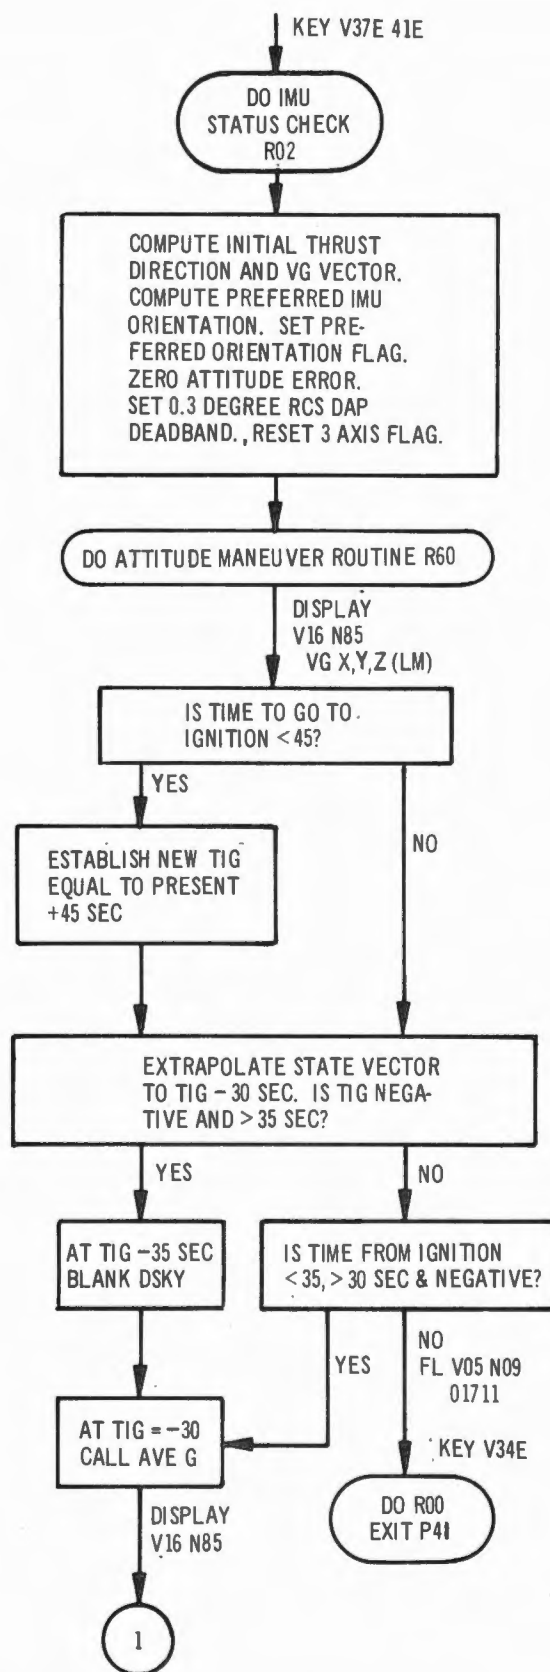 KEY V37E 41E
DO IMU
STATUS CHECK
R02
COMPUTE INITIAL THRUST
DIRECTION AND VG VECTOR.
COMPUTE PREFERRED IMU
ORIENTATION. SET PRE-
FERRED ORIENTATION FLAG.
ZERO ATTITUDE ERROR.
SET 0.3 DEGREE RCS DAP
DEADBAND., RESET 3 AXIS FLAG.
DO ATTITUDE MANEUVER ROUTINE R60
DISPLAY
V16 N85
VG X,Y,Z (LM)
IS TIME TO GO TO
IGNITION <45?
YES
NO
ESTABLISH NEW TIG
EQUAL TO PRESENT
+45 SEC
EXTRAPOLATE STATE VECTOR
TO TIG -30 SEC. IS TIG NEGA-
TIVE AND >35 SEC?
YES
NO
AT TIG -35 SEC
BLANK DSKY
IS TIME FROM IGNITION
<35, >30 SEC & NEGATIVE?
YES
NO
FL V05 N09
01711
AT TIG = -30
CALL AVE G
KEY V34E
DO R00
EXIT P41
DISPLAY
V16 N85
1